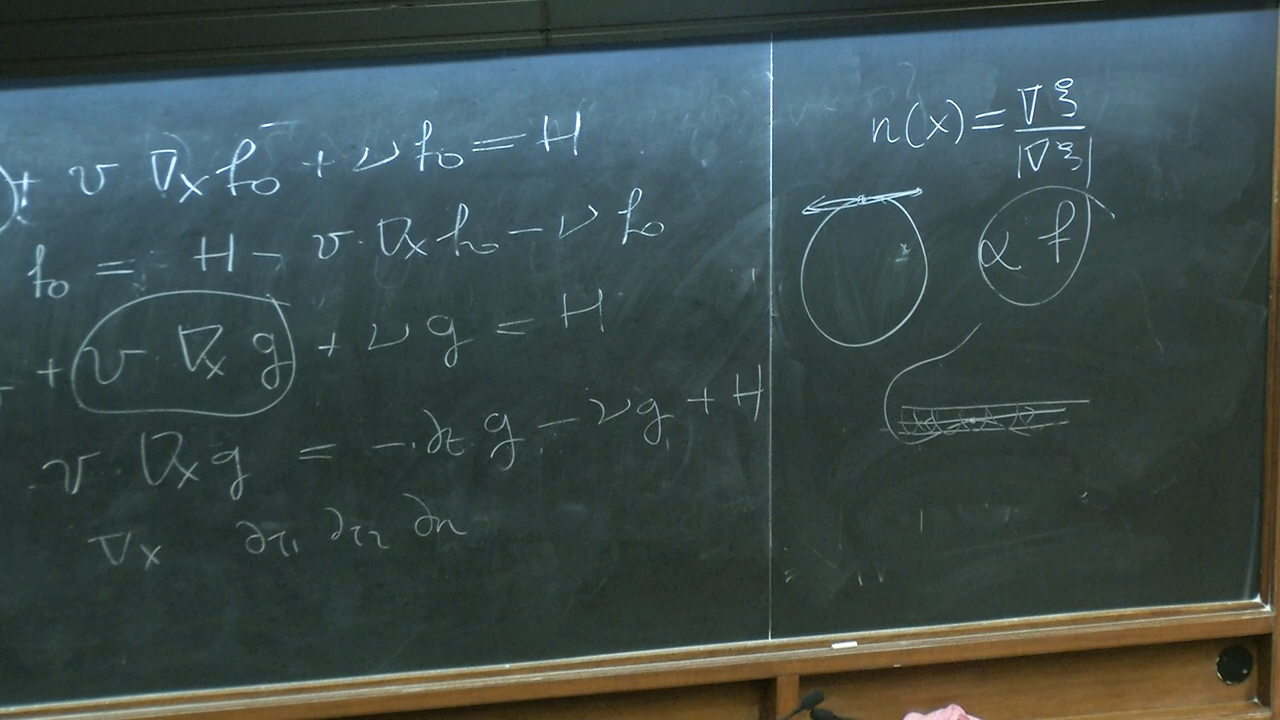 )+ v ∇ₓ f₀ + ν f₀ = H
f₀ = H − v · ∇ₓ f₀ − ν f₀
+ v · ∇ₓ g + ν g = H
v · ∇ₓ g = − ∂ₜ g − ν g + H
∇ₓ ∂τ₁ ∂τ₂ ∂n
n(x) = ∇ξ / |∇ξ|
α f